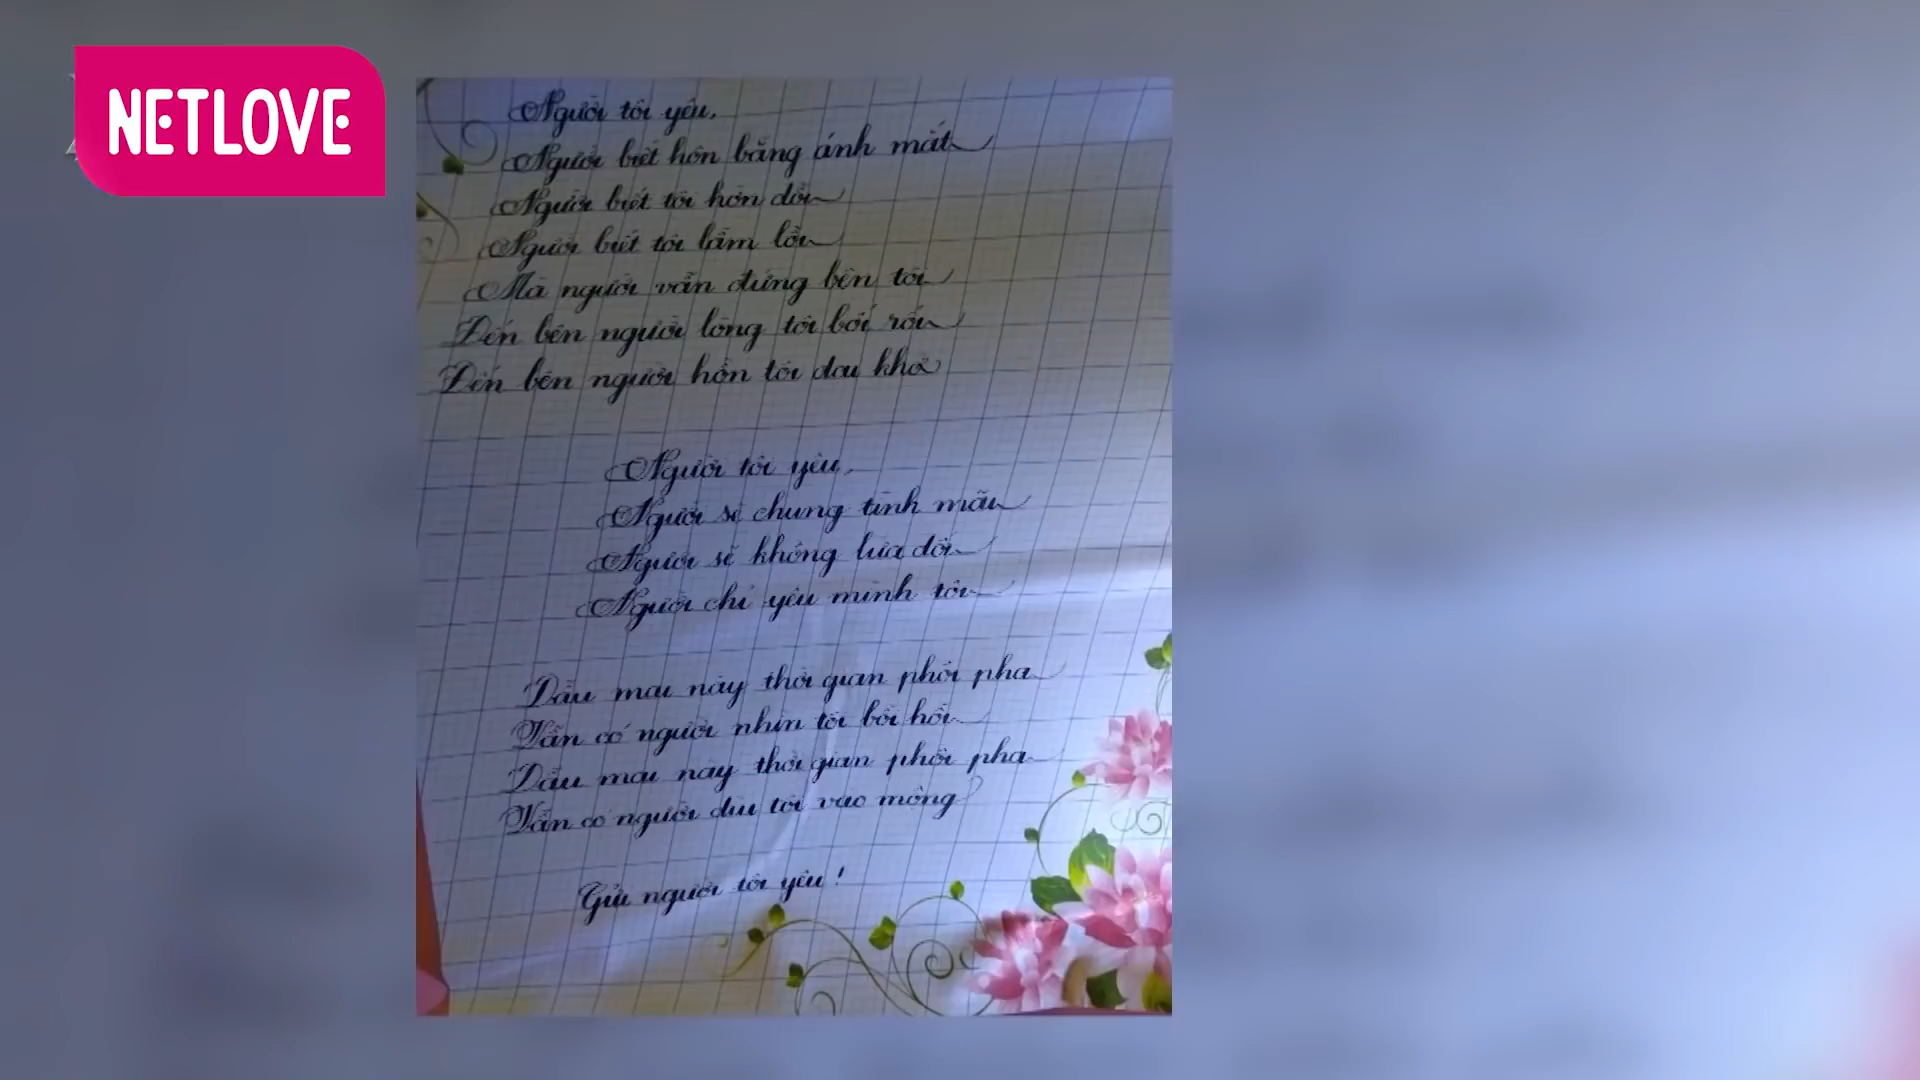 NETLOVE
Người tôi yêu,
Người biết hôn bằng ánh mắt
Người biết tôi hờn dỗi
Người biết tôi lầm lỗi
Mà người vẫn đứng bên tôi
Đến bên người lòng tôi bối rối
Đến bên người hồn tôi đau khổ
Người tôi yêu,
Người sẽ chung tình mãi
Người sẽ không lừa dối
Người chỉ yêu mình tôi
Dẫu mai này thời gian phôi pha
Vẫn có người nhìn tôi bồi hồi
Dẫu mai này thời gian phôi pha
Vẫn có người dìu tôi vào mộng
Gửi người tôi yêu!